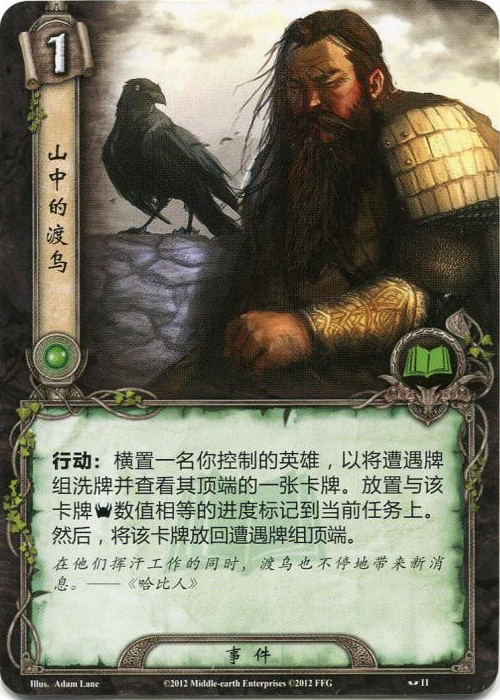 1
山中的渡乌
行动：横置一名你控制的英雄，以将遭遇牌
组洗牌并查看其顶端的一张卡牌。放置与该
卡牌数值相等的进度标记到当前任务上。
然后，将该卡牌放回遭遇牌组顶端。
在他们挥汗工作的同时，渡乌也不停地带来新消
息。——《哈比人》
事件
Illus. Adam Lane ©2012 Middle-earth Enterprises ©2012 FFG 11